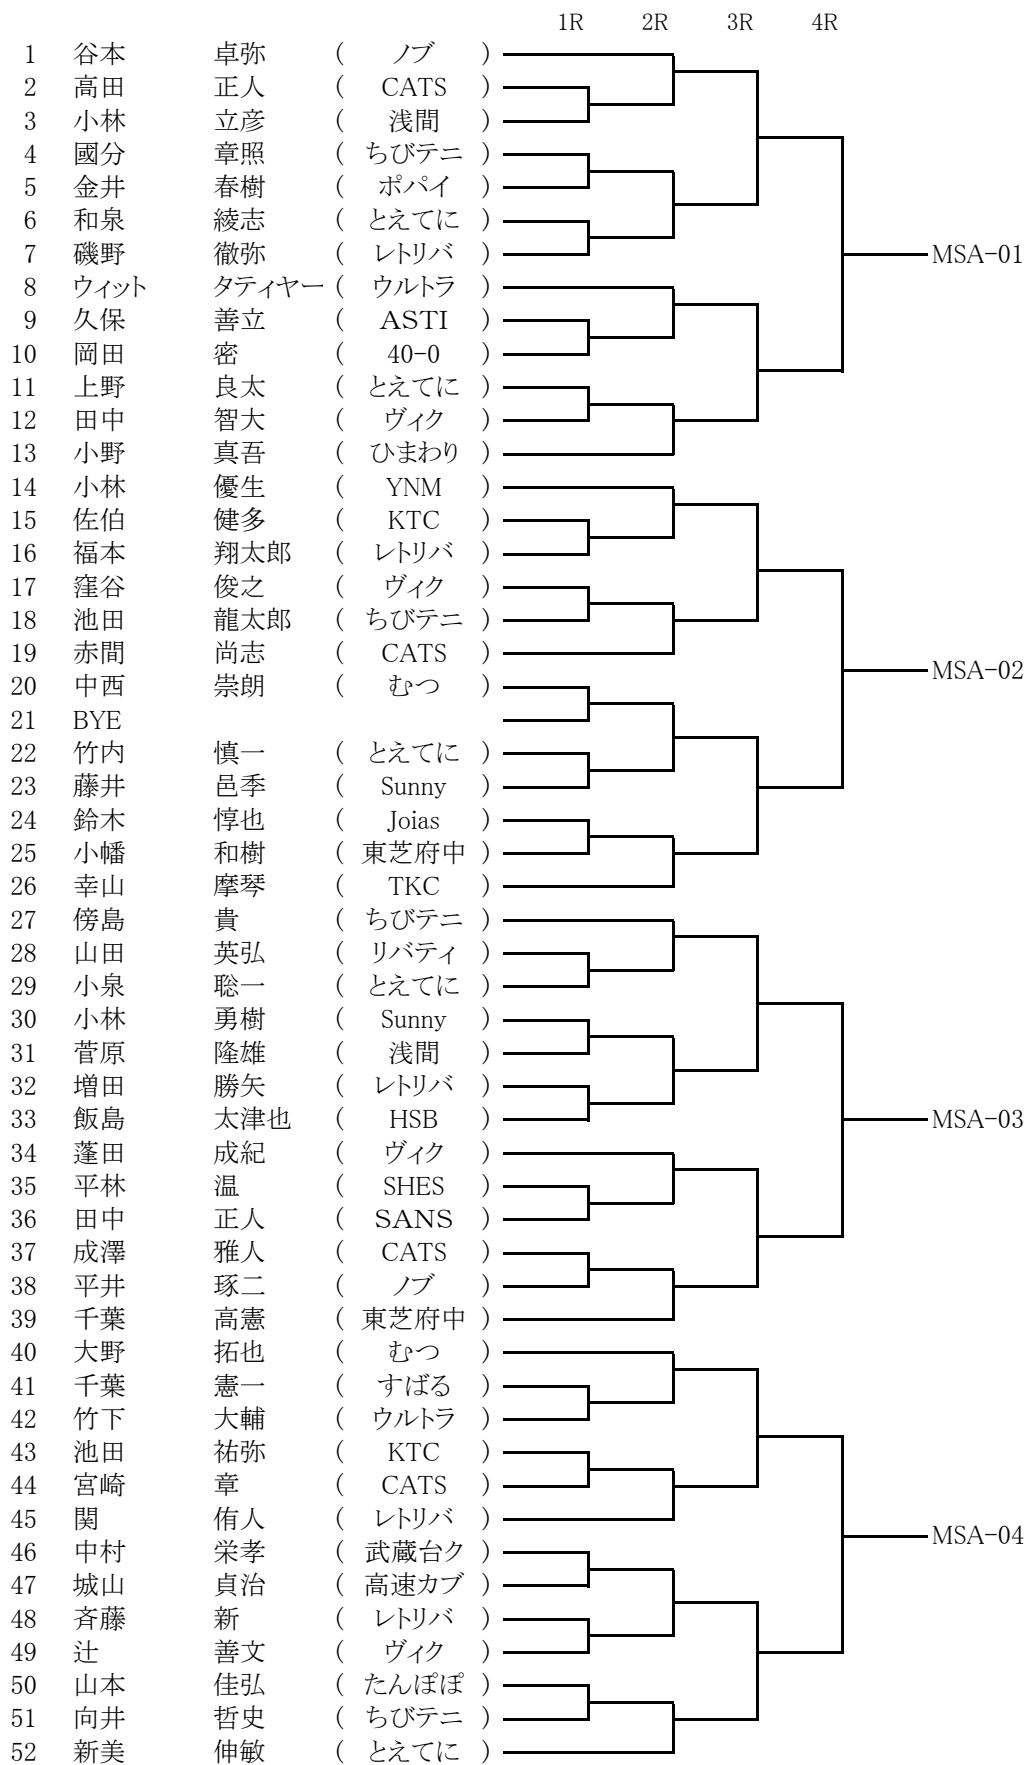 1R 2R 3R 4R
1 谷本 卓弥 ( ノブ )
2 高田 正人 ( CATS )
3 小林 立彦 ( 浅間 )
4 國分 章照 ( ちびテニ )
5 金井 春樹 ( ポパイ )
6 和泉 綾志 ( とえてに )
7 磯野 徹弥 ( レトリバ )
MSA-01
8 ウィット タティヤー ( ウルトラ )
9 久保 善立 ( ASTI )
10 岡田 密 ( 40-0 )
11 上野 良太 ( とえてに )
12 田中 智大 ( ヴィク )
13 小野 真吾 ( ひまわり )
14 小林 優生 ( YNM )
15 佐伯 健多 ( KTC )
16 福本 翔太郎 ( レトリバ )
17 窪谷 俊之 ( ヴィク )
18 池田 龍太郎 ( ちびテニ )
19 赤間 尚志 ( CATS )
MSA-02
20 中西 崇朗 ( むつ )
21 BYE
22 竹内 慎一 ( とえてに )
23 藤井 邑季 ( Sunny )
24 鈴木 惇也 ( Joias )
25 小幡 和樹 ( 東芝府中 )
26 幸山 摩琴 ( TKC )
27 傍島 貴 ( ちびテニ )
28 山田 英弘 ( リバティ )
29 小泉 聡一 ( とえてに )
30 小林 勇樹 ( Sunny )
31 菅原 隆雄 ( 浅間 )
32 増田 勝矢 ( レトリバ )
33 飯島 太津也 ( HSB )
MSA-03
34 蓬田 成紀 ( ヴィク )
35 平林 温 ( SHES )
36 田中 正人 ( SANS )
37 成澤 雅人 ( CATS )
38 平井 琢二 ( ノブ )
39 千葉 高憲 ( 東芝府中 )
40 大野 拓也 ( むつ )
41 千葉 憲一 ( すばる )
42 竹下 大輔 ( ウルトラ )
43 池田 祐弥 ( KTC )
44 宮崎 章 ( CATS )
45 関 侑人 ( レトリバ )
MSA-04
46 中村 栄孝 ( 武蔵台ク )
47 城山 貞治 ( 高速カブ )
48 斉藤 新 ( レトリバ )
49 辻 善文 ( ヴィク )
50 山本 佳弘 ( たんぽぽ )
51 向井 哲史 ( ちびテニ )
52 新美 伸敏 ( とえてに )